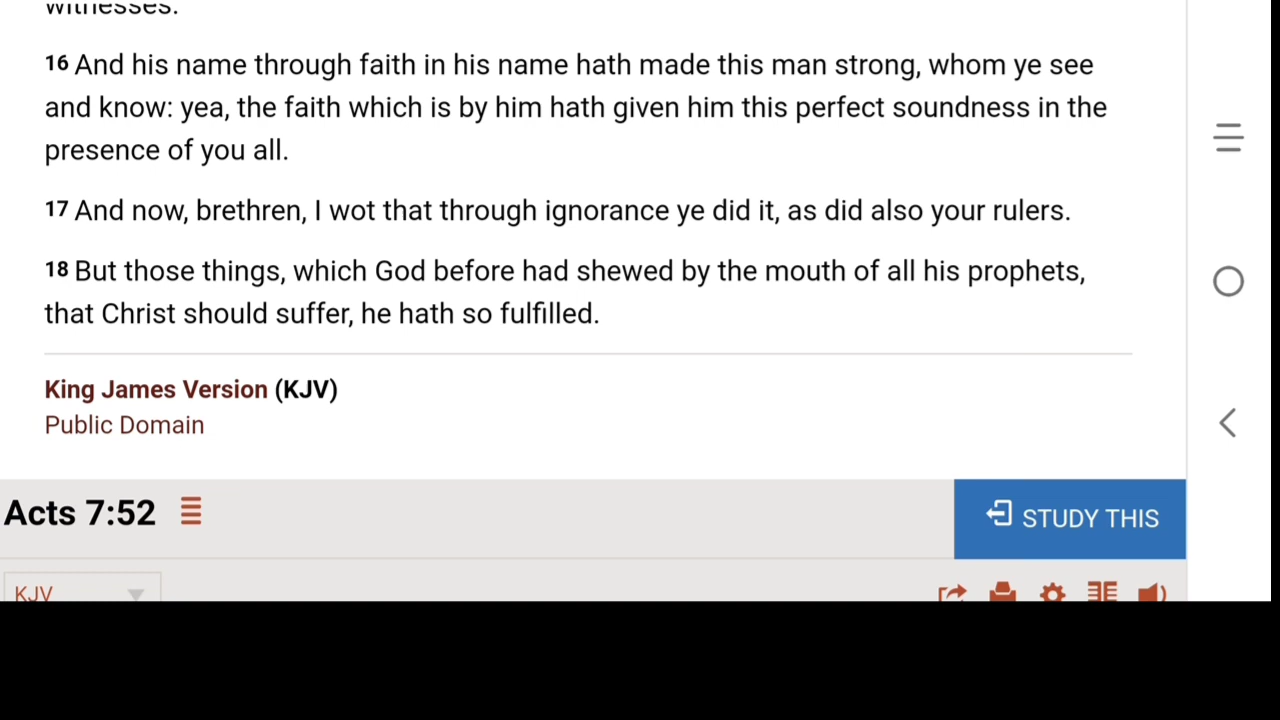 witnesses.
16 And his name through faith in his name hath made this man strong, whom ye see
and know: yea, the faith which is by him hath given him this perfect soundness in the
presence of you all.
17 And now, brethren, I wot that through ignorance ye did it, as did also your rulers.
18 But those things, which God before had shewed by the mouth of all his prophets,
that Christ should suffer, he hath so fulfilled.
King James Version (KJV)
Public Domain
Acts 7:52
STUDY THIS
KJV